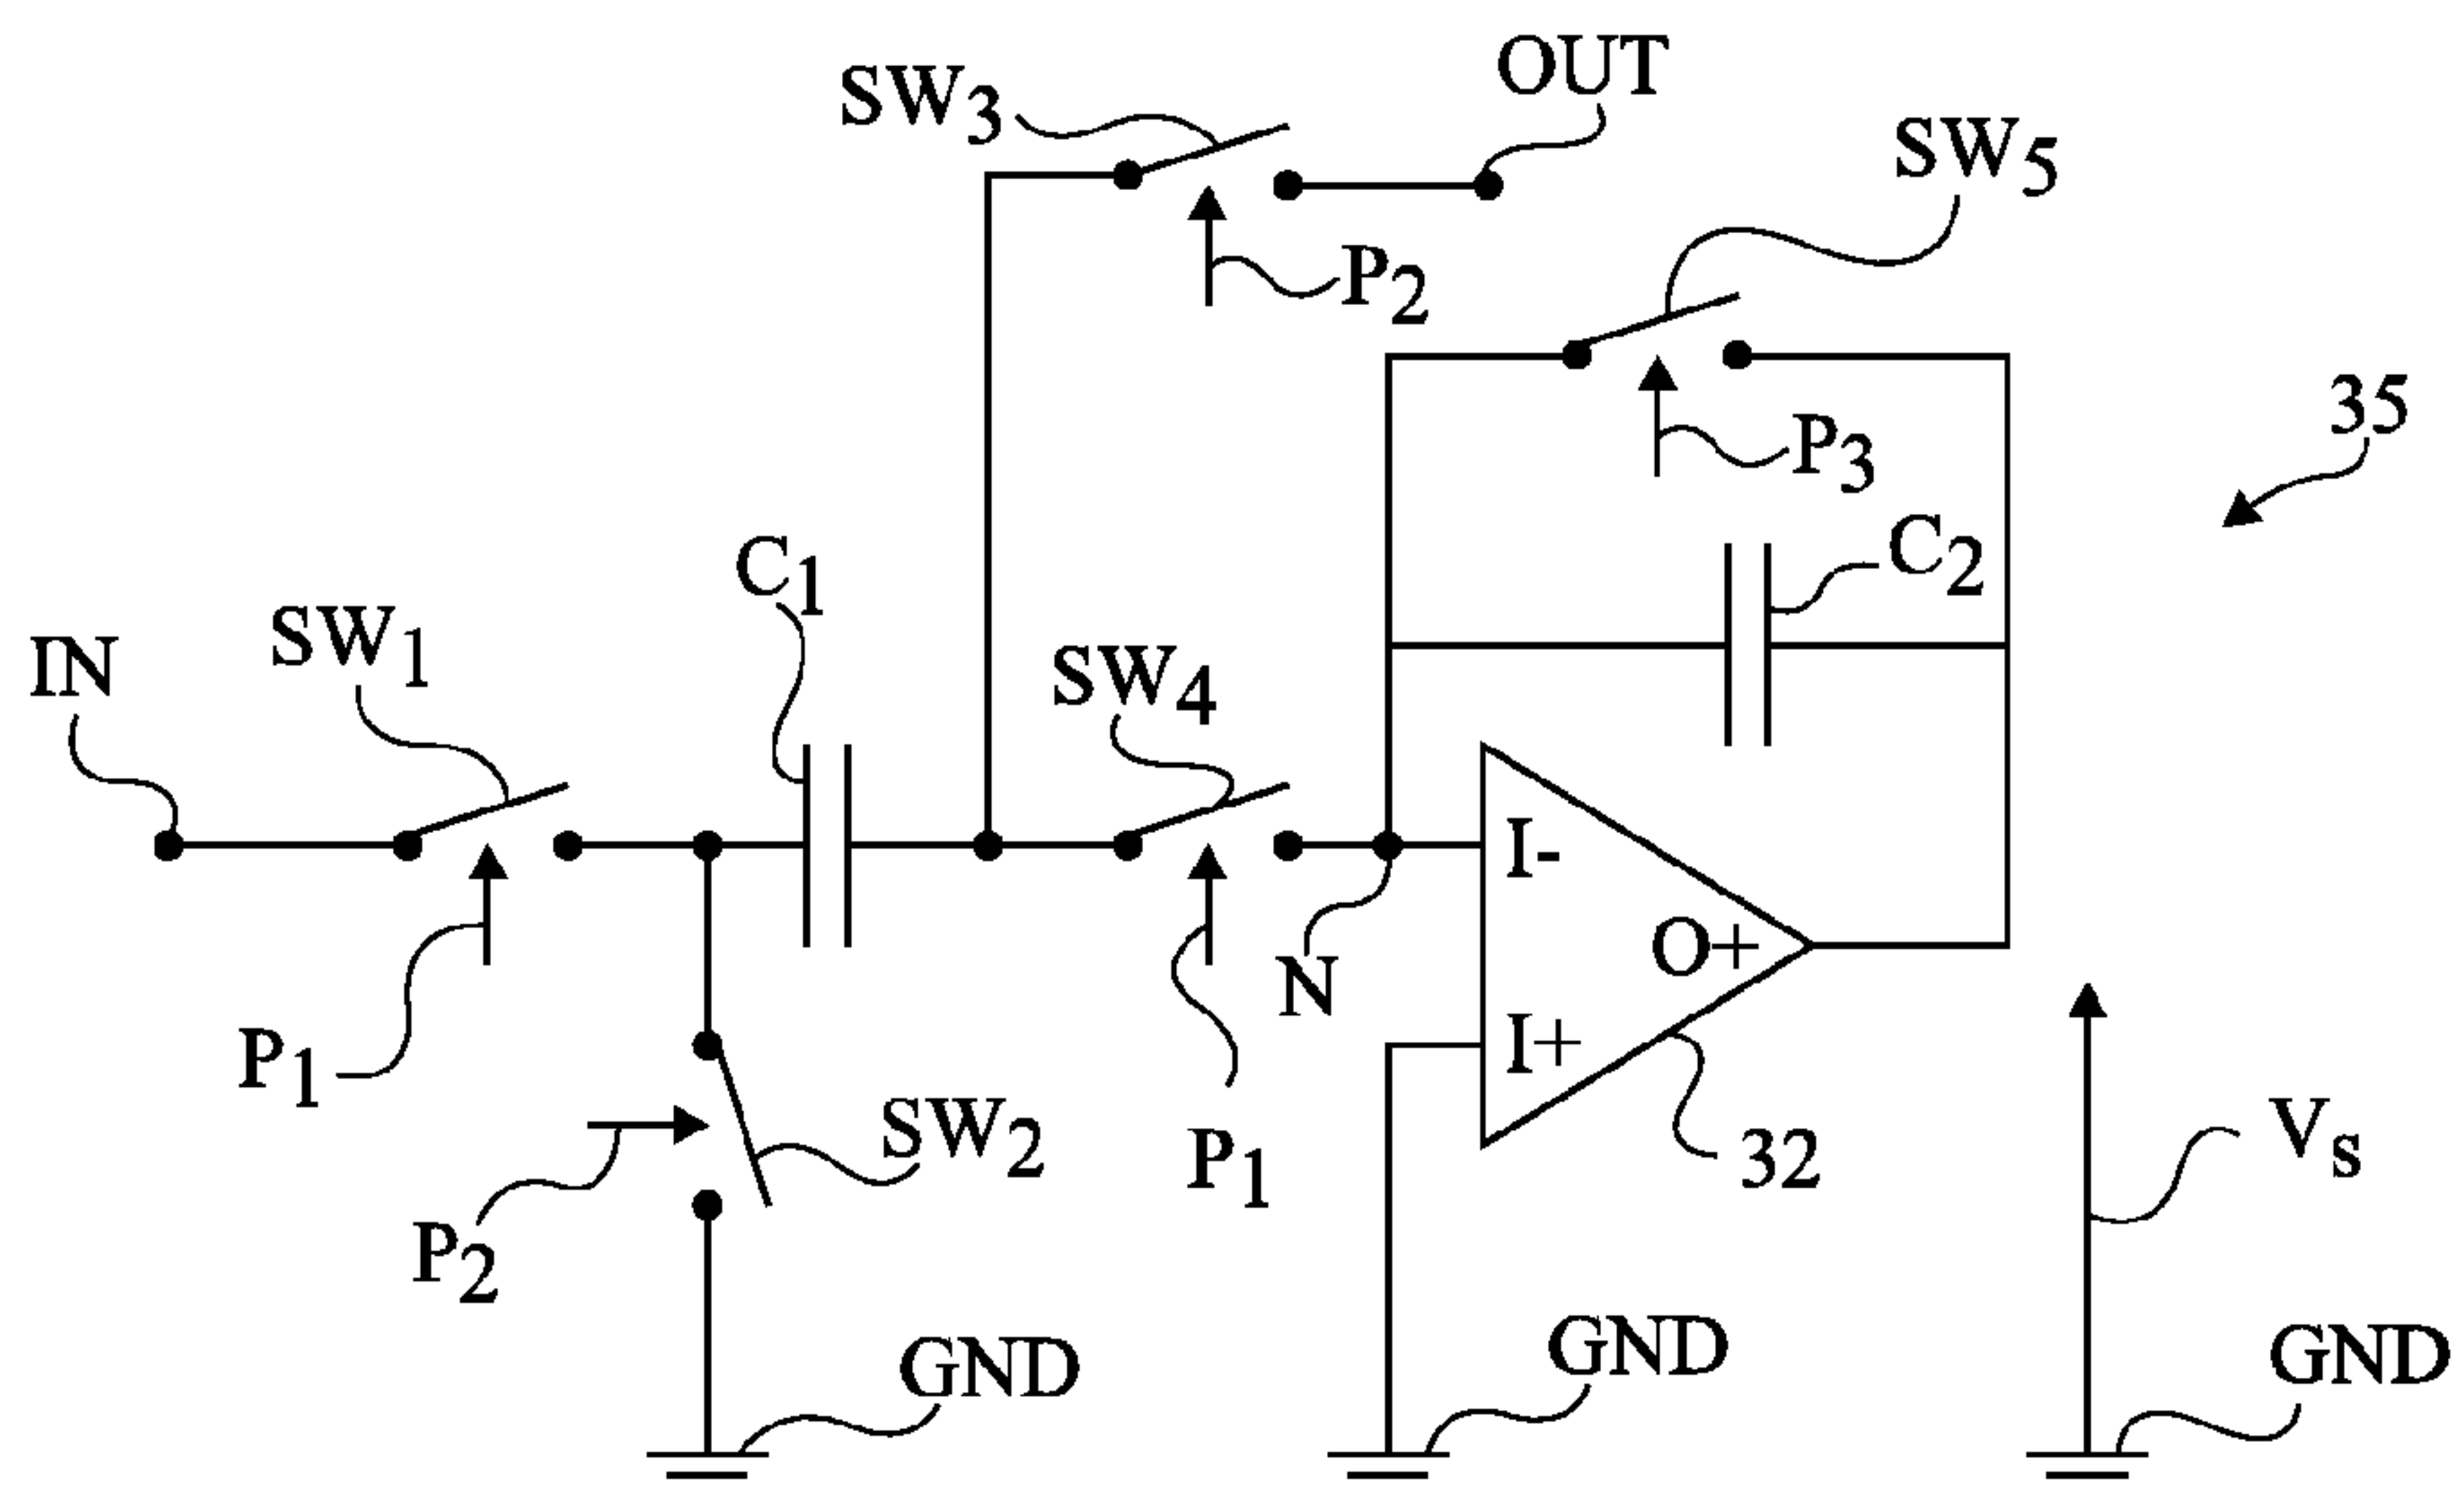 OUT
SW3
SW5
P2
35
P3
C1
C2
SW1
IN
SW4
I-
O+
N
I+
P1
SW2
P1
32
Vs
P2
GND
GND
GND